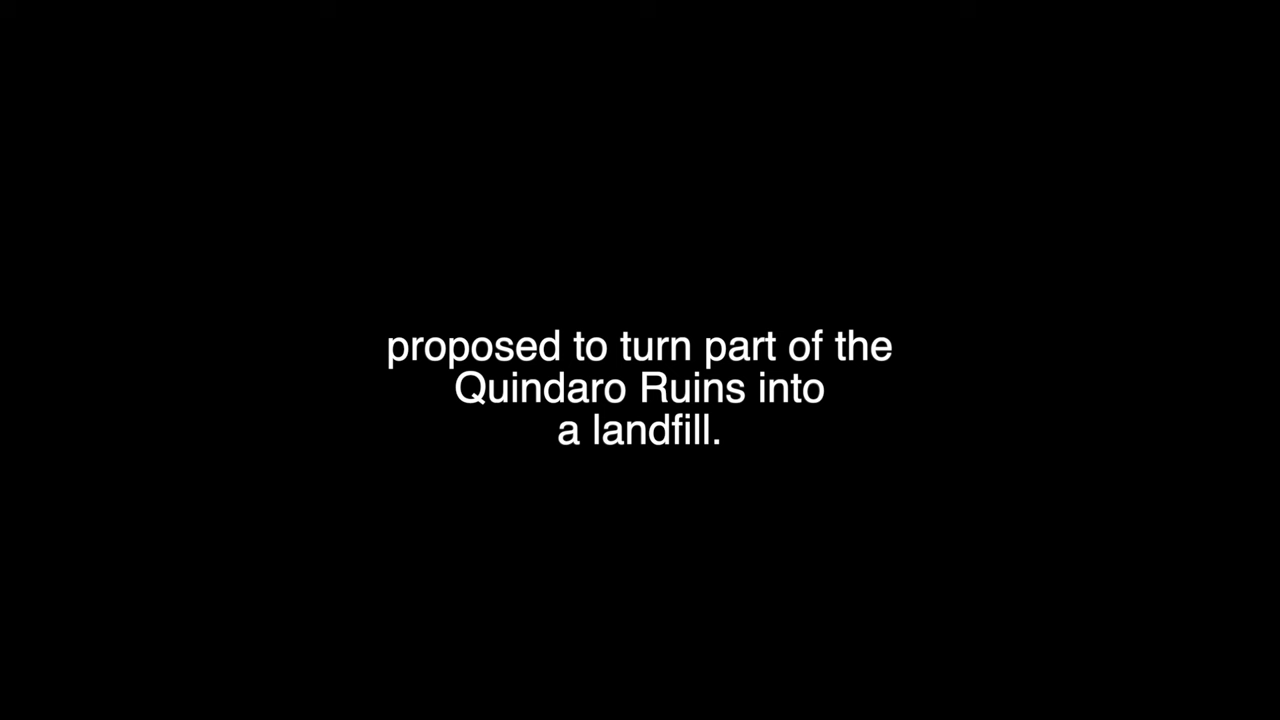 proposed to turn part of the
Quindaro Ruins into
a landfill.